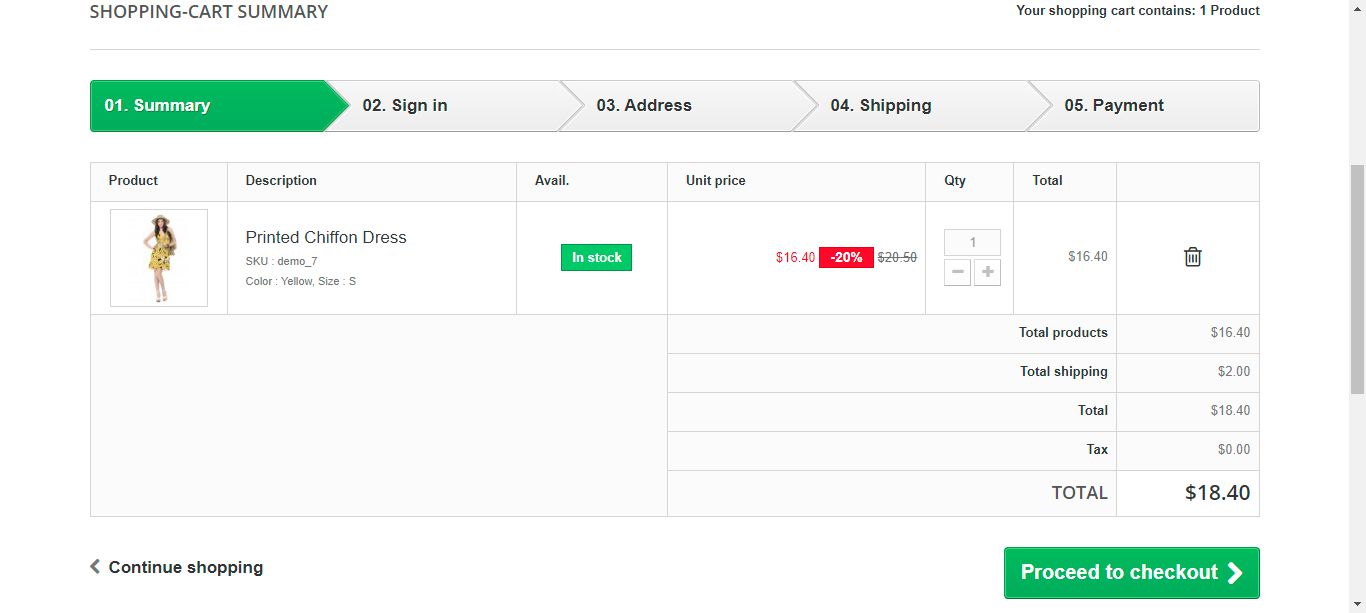 SHOPPING-CART SUMMARY
Your shopping cart contains: 1 Product
01. Summary
02. Sign in
03. Address
04. Shipping
05. Payment
Product Description Avail. Unit price Qty Total
Printed Chiffon Dress
SKU : demo_7
Color : Yellow, Size : S
In stock
$16.40 -20% $20.50
1
$16.40
Total products $16.40
Total shipping $2.00
Total $18.40
Tax $0.00
TOTAL $18.40
Continue shopping
Proceed to checkout